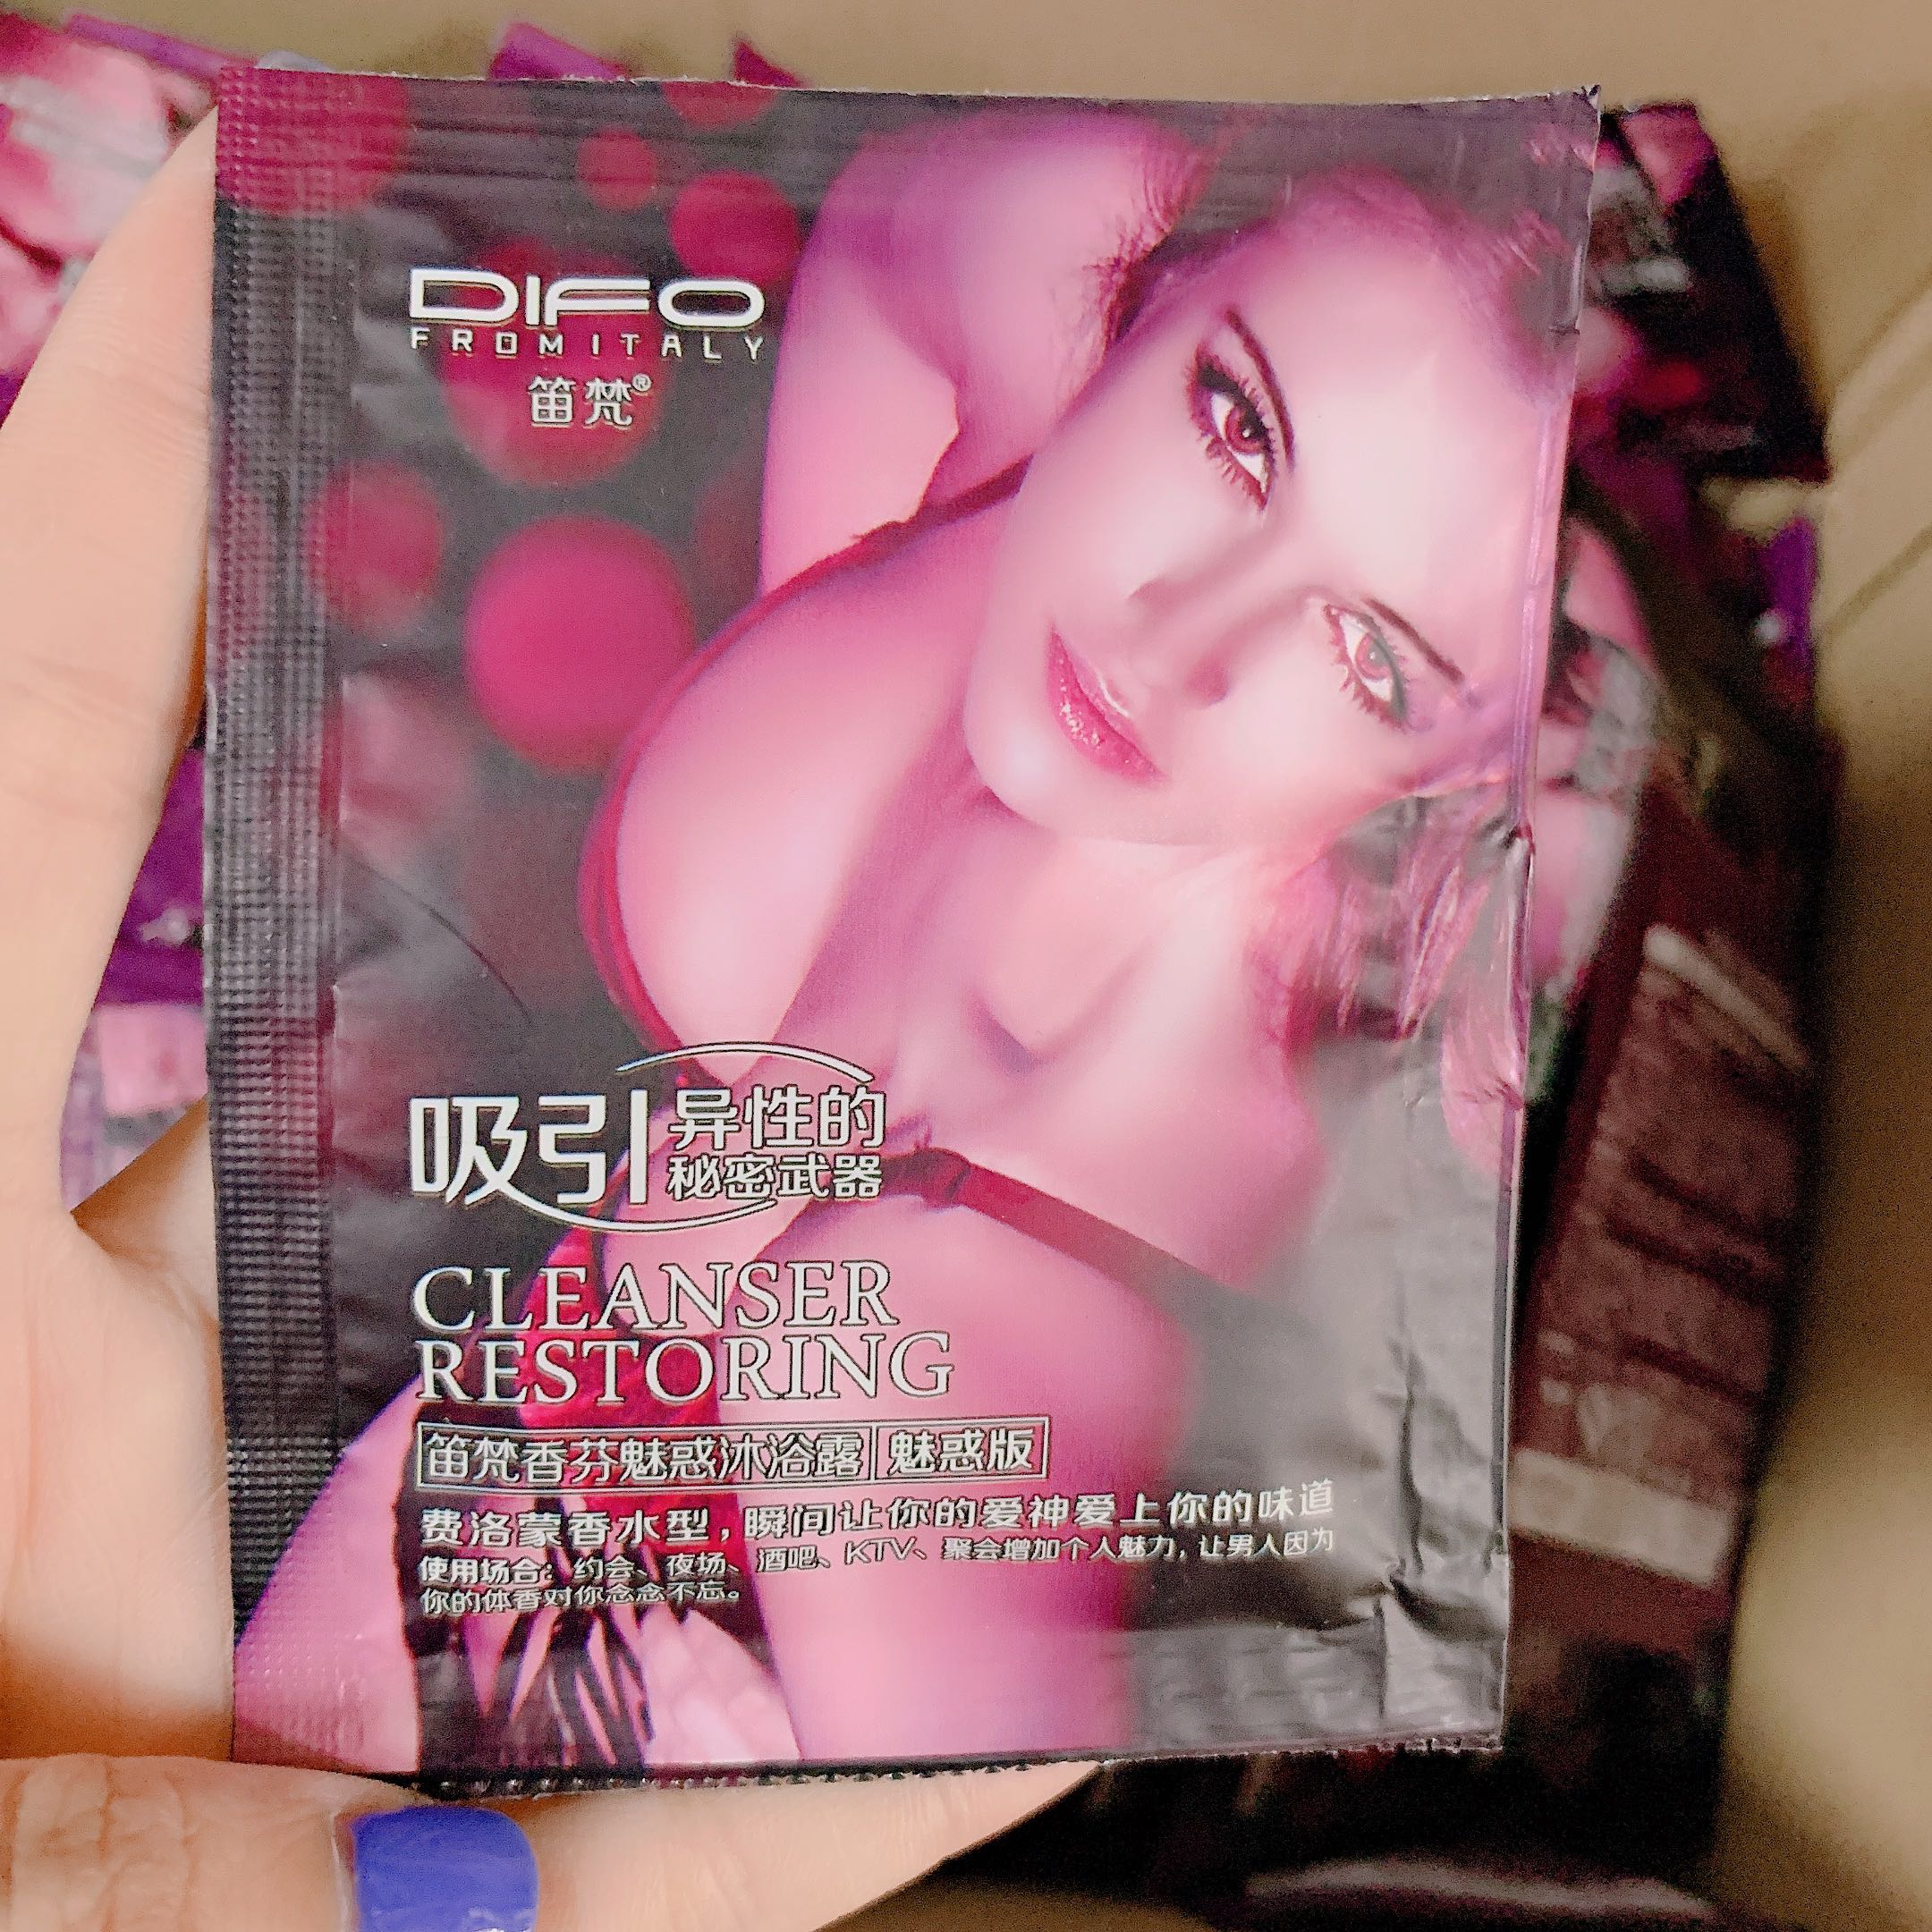 DIFO
FROMITALY
笛梵®
吸引异性的
秘密武器
CLEANSER
RESTORING
笛梵香芬魅惑沐浴露 魅惑版
费洛蒙香水型，瞬间让你的爱神爱上你的味道
使用场合：约会、夜场、酒吧、KTV、聚会增加个人魅力，让男人因为
你的体香对你念念不忘。